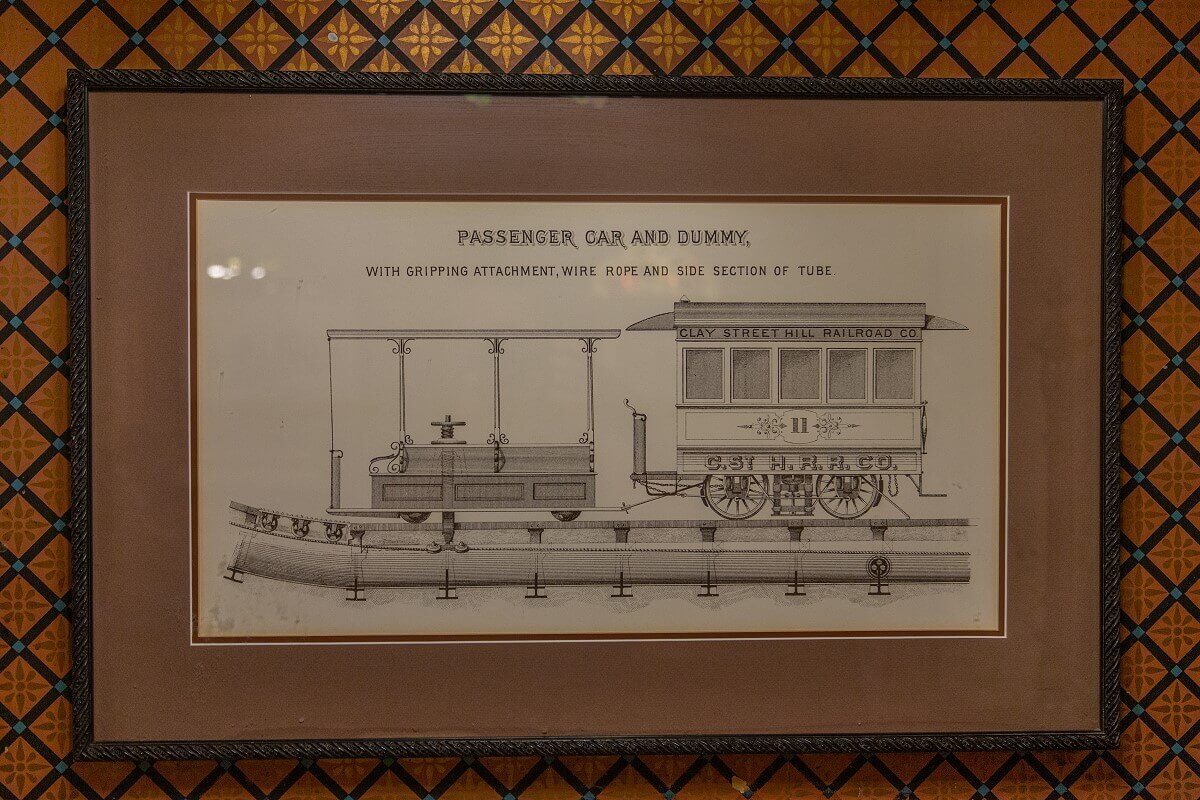 PASSENGER CAR AND DUMMY,
WITH GRIPPING ATTACHMENT, WIRE ROPE AND SIDE SECTION OF TUBE.
CLAY STREET HILL RAILROAD CO
11
C. ST H. R. R. CO.